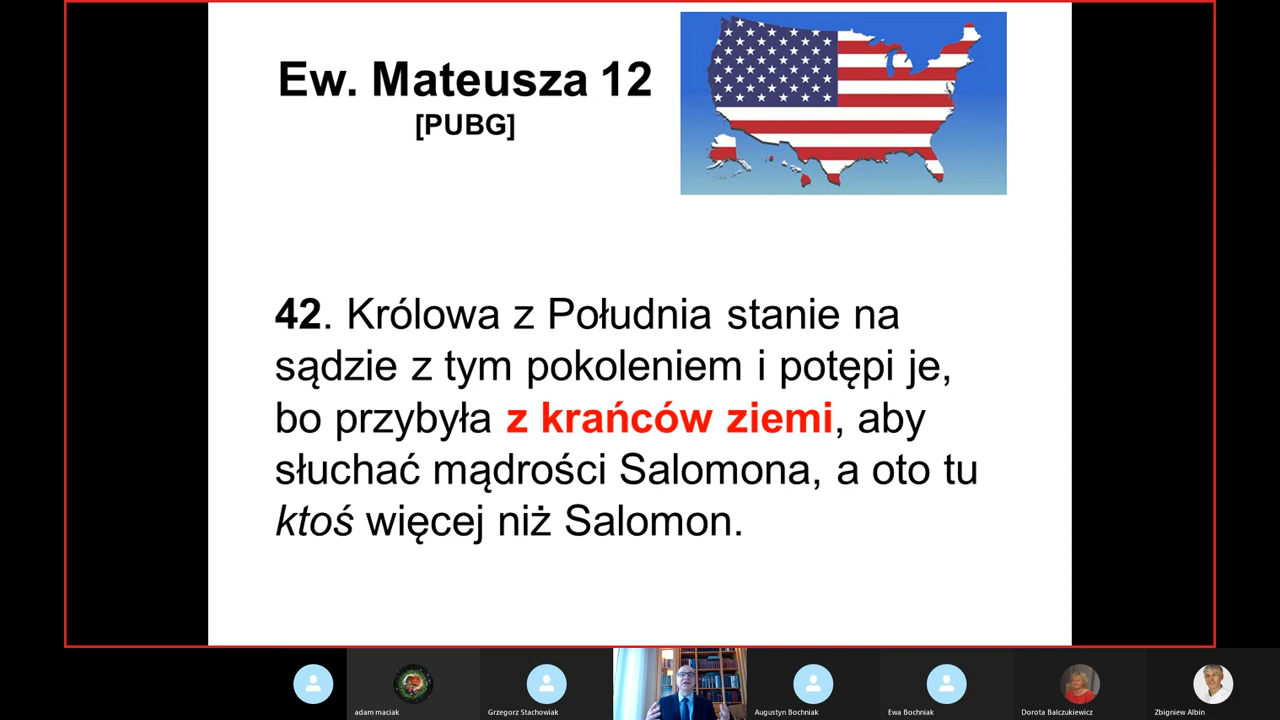 Ew. Mateusza 12
[PUBG]
42. Królowa z Południa stanie na
sądzie z tym pokoleniem i potępi je,
bo przybyła z krańców ziemi, aby
słuchać mądrości Salomona, a oto tu
ktoś więcej niż Salomon.
adam maciak
Grzegorz Stachowiak
Augustyn Bochniak
Ewa Bochniak
Dorota Balczukiewicz
Zbigniew Albin